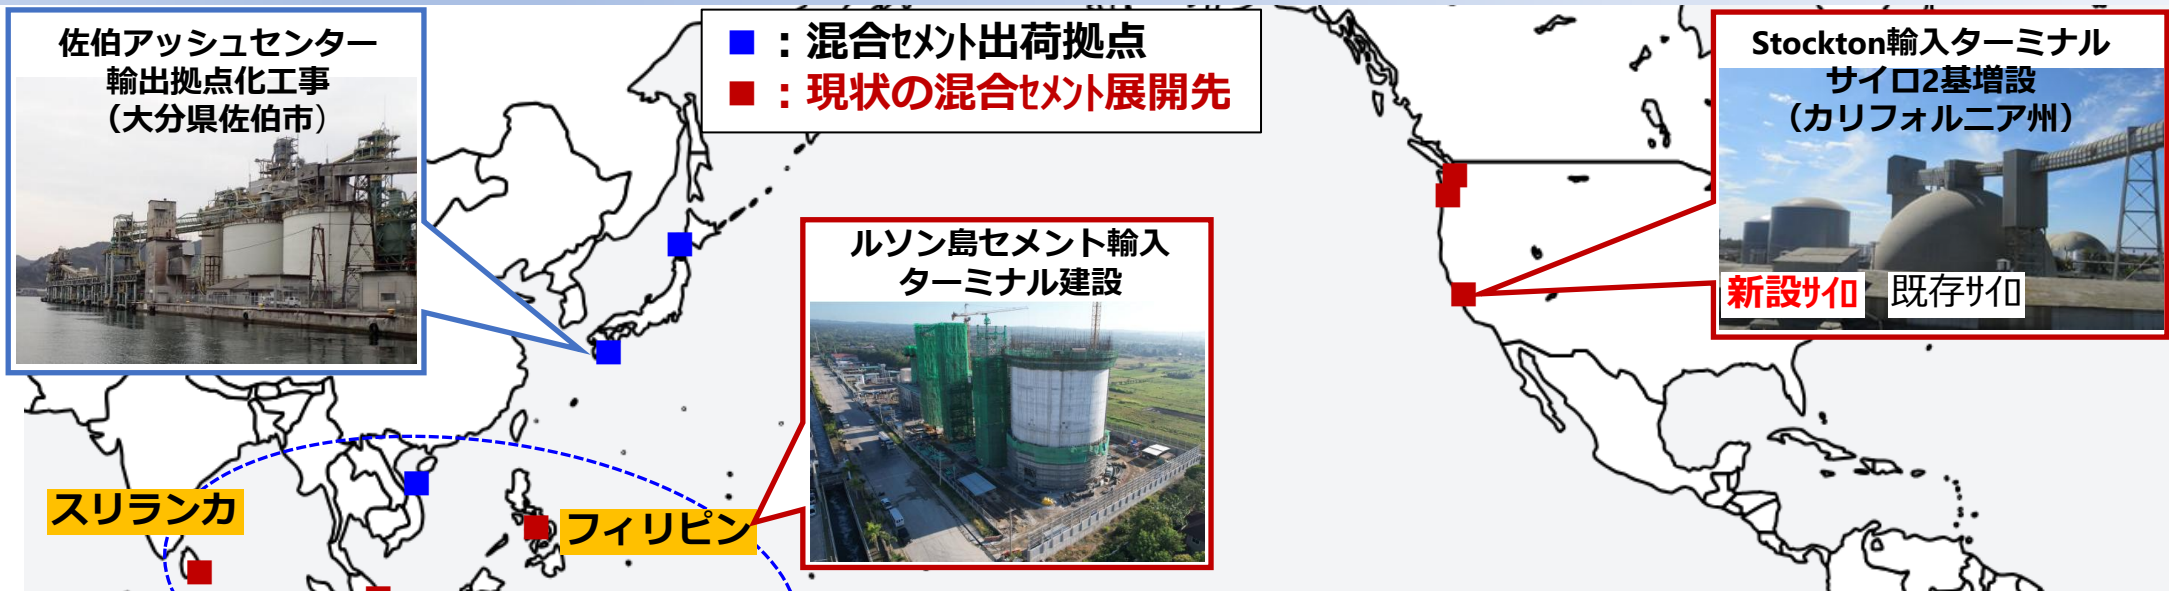 佐伯アッシュセンター
輸出拠点化工事
（大分県佐伯市）
■：混合セメント出荷拠点
■：現状の混合セメント展開先
Stockton輸入ターミナル
サイロ2基増設
（カリフォルニア州）
新設サイロ 既存サイロ
ルソン島セメント輸入
ターミナル建設
スリランカ
フィリピン